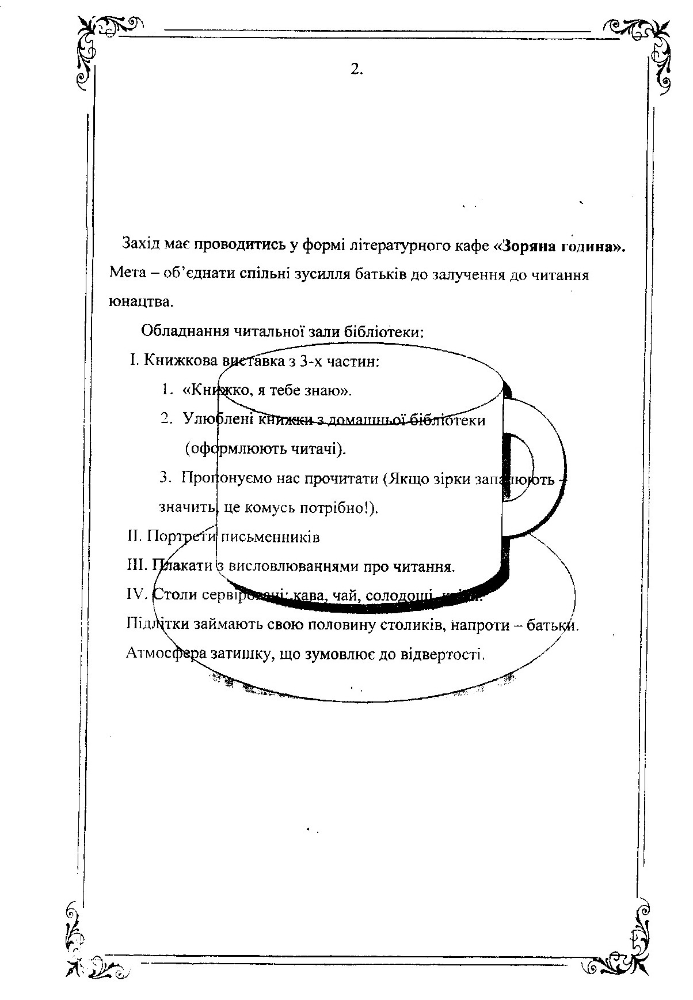 2.
Захід має проводитись у формі літературного кафе «Зоряна година».
Мета – об’єднати спільні зусилля батьків до залучення до читання
юнацтва.
Обладнання читальної зали бібліотеки:
І. Книжкова виставка з 3-х частин:
1. «Книжко, я тебе знаю».
2. Улюблені книжки з домашньої бібліотеки
(оформлюють читачі).
3. Пропонуємо нас прочитати (Якщо зірки запалюють –
значить, це комусь потрібно!).
ІІ. Портрети письменників
ІІІ. Плакати з висловлюваннями про читання.
IV. Столи сервіровані: кава, чай, солодощі,
Підлітки займають свою половину столиків, напроти – батьки.
Атмосфера затишку, що зумовлює до відвертості.